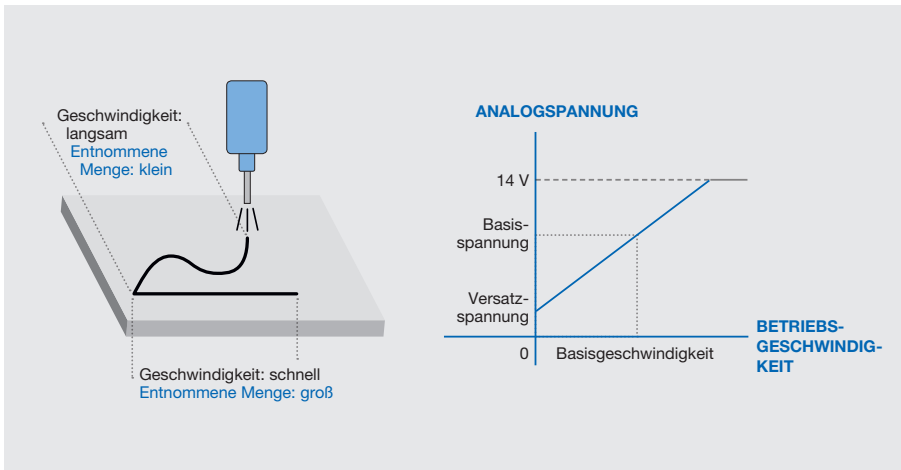 Geschwindigkeit:
langsam
Entnommene
Menge: klein
Geschwindigkeit: schnell
Entnommene Menge: groß
ANALOGSPANNUNG
14 V
Basis-
spannung
Versatz-
spannung
0
Basisgeschwindigkeit
BETRIEBS-
GESCHWINDIG-
KEIT